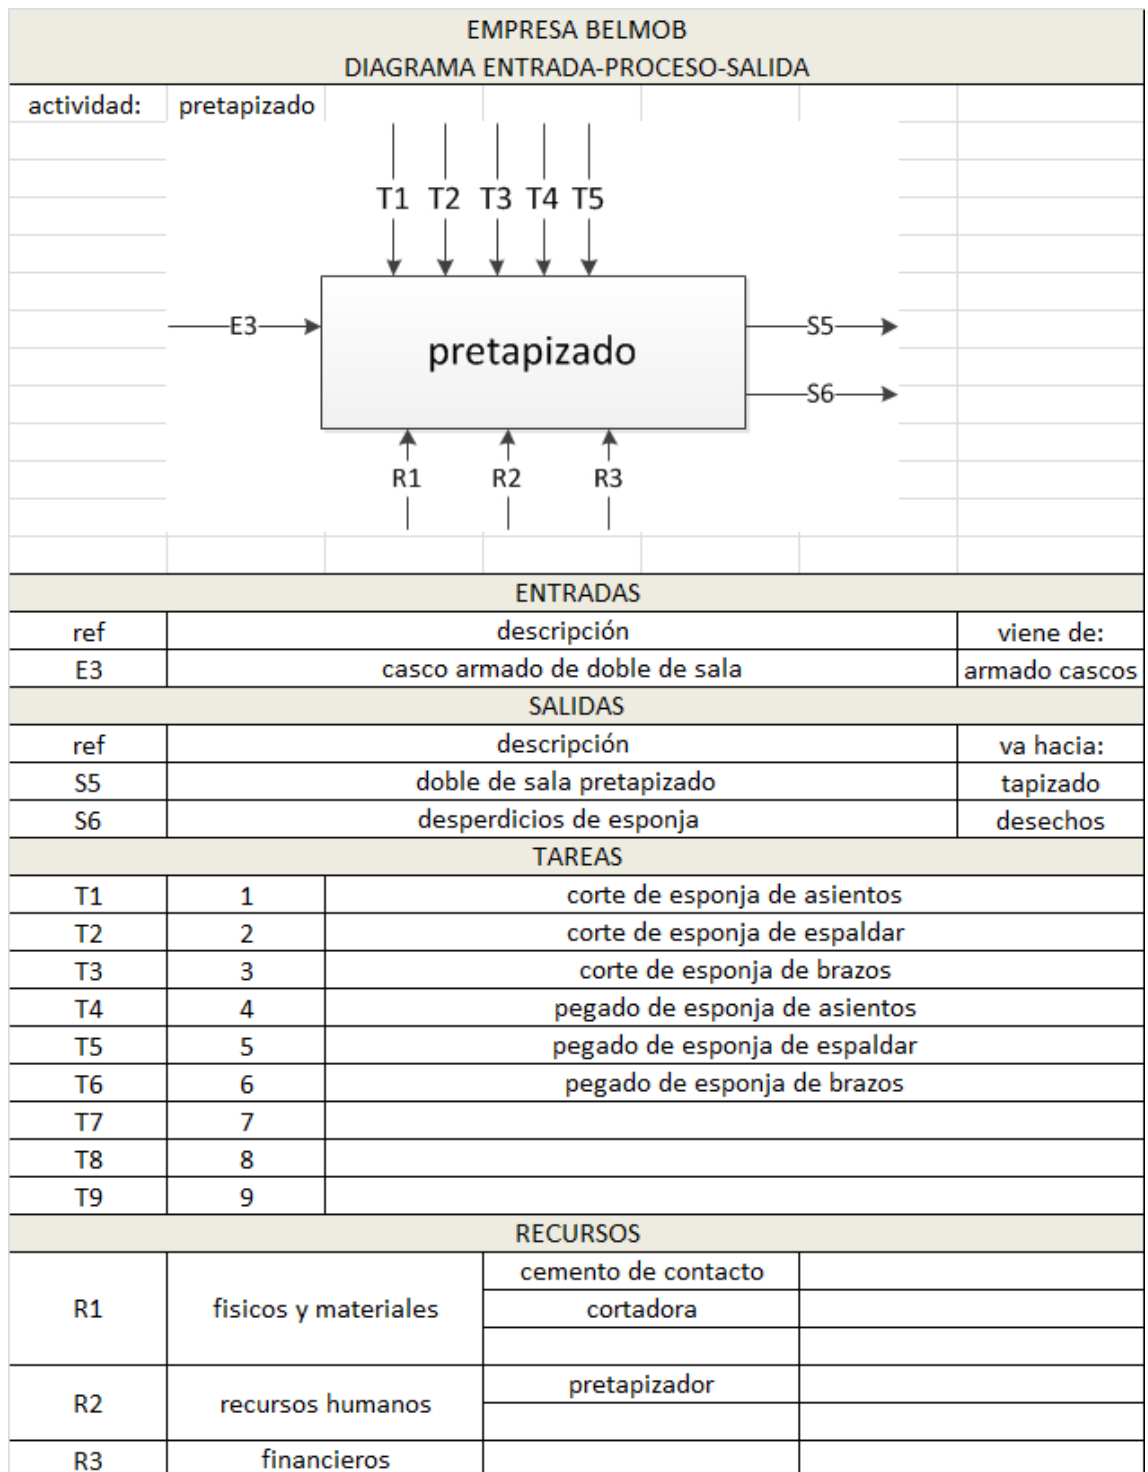 EMPRESA BELMOB
DIAGRAMA ENTRADA-PROCESO-SALIDA
actividad: pretapizado
T1 T2 T3 T4 T5
E3
pretapizado
S5
S6
R1 R2 R3
ENTRADAS
ref descripción viene de:
E3 casco armado de doble de sala armado cascos
SALIDAS
ref descripción va hacia:
S5 doble de sala pretapizado tapizado
S6 desperdicios de esponja desechos
TAREAS
T1 1 corte de esponja de asientos
T2 2 corte de esponja de espaldar
T3 3 corte de esponja de brazos
T4 4 pegado de esponja de asientos
T5 5 pegado de esponja de espaldar
T6 6 pegado de esponja de brazos
T7 7
T8 8
T9 9
RECURSOS
R1 fisicos y materiales cemento de contacto
cortadora
R2 recursos humanos pretapizador
R3 financieros